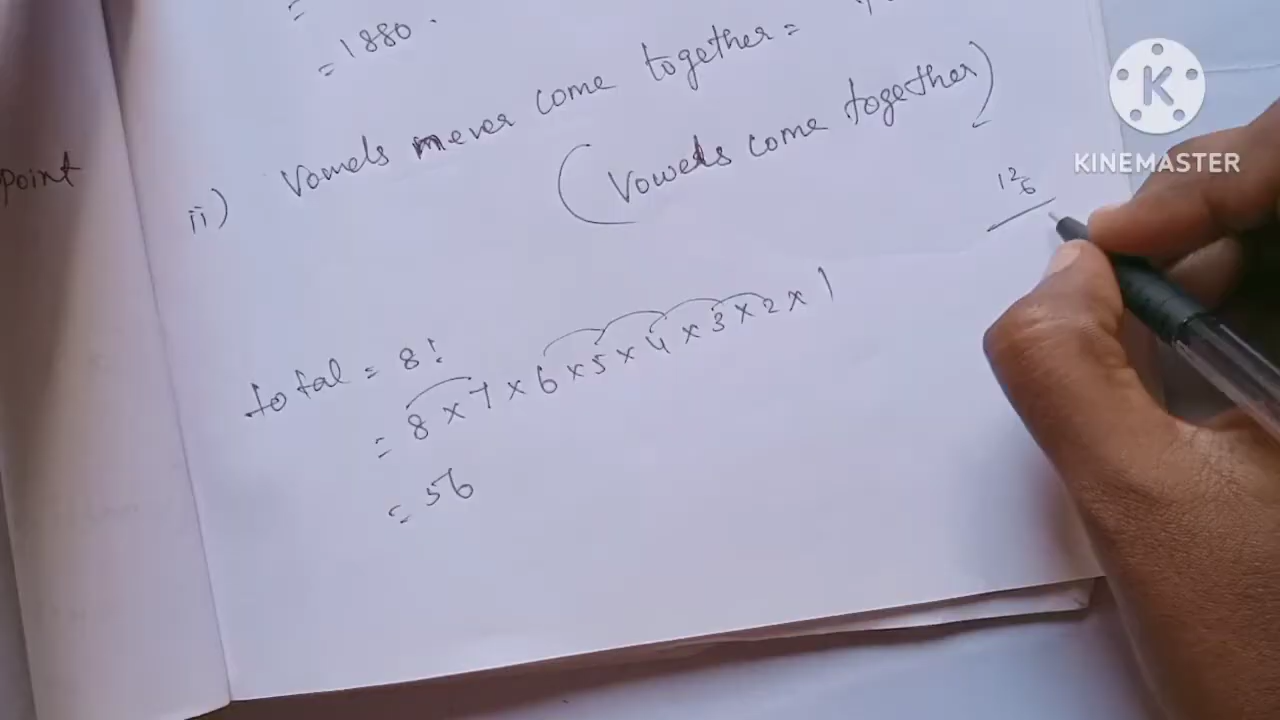 = 1880.
ii) Vowels never come together =
(Vowels come together)
point
12
6
total = 8!
= 8 × 7 × 6 × 5 × 4 × 3 × 2 × 1
= 56
K
KINEMASTER